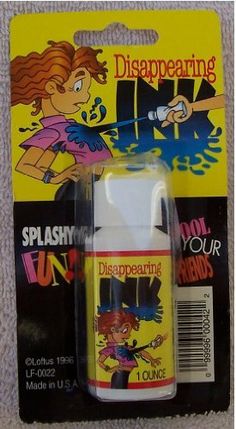 Disappearing
INK
SPLASHY
FUN!
FOOL
YOUR
FRIENDS
Disappearing
INK
1 OUNCE
©Loftus 1996
LF-0022
Made in U.S.A.